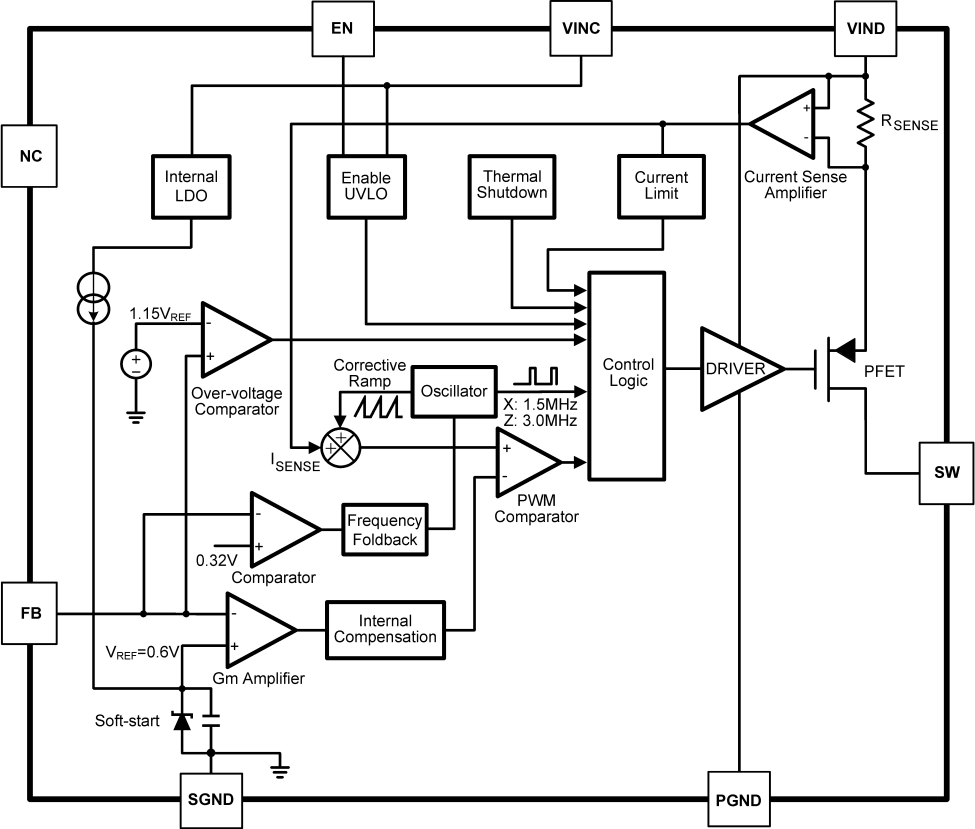 EN
VINC
VIND
NC
Internal
LDO
Enable
UVLO
Thermal
Shutdown
Current
Limit
+
-
Current Sense
Amplifier
RSENSE
1.15VREF
+
−
-
+
Over-voltage
Comparator
Corrective
Ramp
Oscillator
X: 1.5MHz
Z: 3.0MHz
Control
Logic
DRIVER
PFET
+
+
ISENSE
+
-
PWM
Comparator
SW
-
+
0.32V
Comparator
Frequency
Foldback
FB
-
+
VREF=0.6V
Gm Amplifier
Internal
Compensation
Soft-start
SGND
PGND